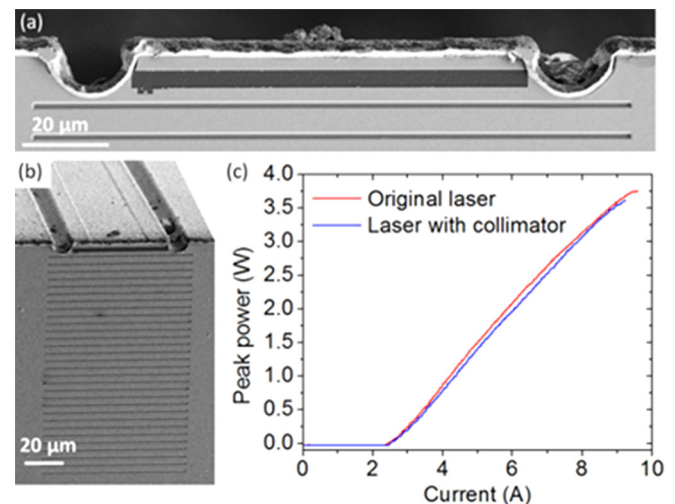 (a)
20 µm
(b)
20 µm
(c)
4.0
3.5
3.0
2.5
2.0
1.5
1.0
0.5
0.0
Peak power (W)
Original laser
Laser with collimator
0 2 4 6 8 10
Current (A)